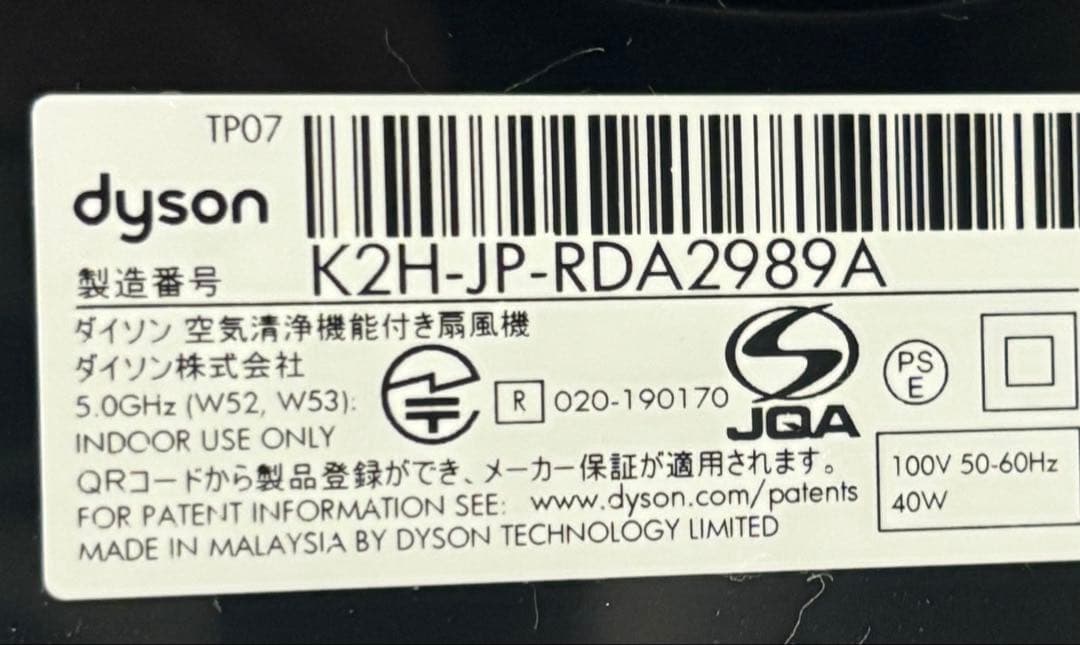 TP07
dyson
製造番号 K2H-JP-RDA2989A
ダイソン 空気清浄機能付き扇風機
ダイソン株式会社
5.0GHz (W52, W53):
INDOOR USE ONLY
R 020-190170
JQA
PS
E
QRコードから製品登録ができ、メーカー保証が適用されます。
FOR PATENT INFORMATION SEE: www.dyson.com/patents
MADE IN MALAYSIA BY DYSON TECHNOLOGY LIMITED
100V 50-60Hz
40W